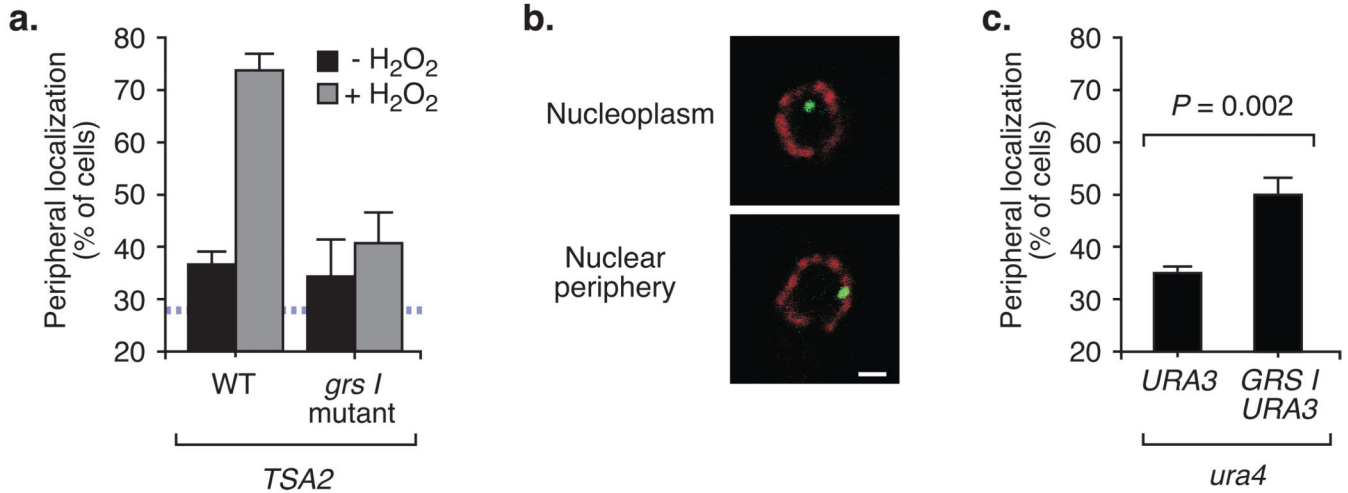 a.
Peripheral localization
(% of cells)
80
70
60
50
40
30
20
- H₂O₂
+ H₂O₂
WT
grs I
mutant
TSA2
b.
Nucleoplasm
Nuclear
periphery
c.
Peripheral localization
(% of cells)
80
70
60
50
40
30
20
P = 0.002
URA3
GRS I
URA3
ura4